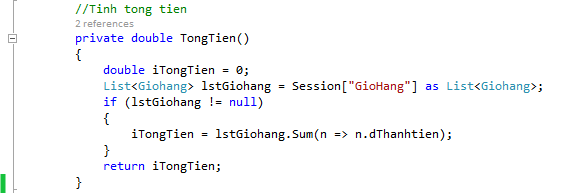 //Tinh tong tien
2 references
private double TongTien()
{
double iTongTien = 0;
List<Giohang> lstGiohang = Session["GioHang"] as List<Giohang>;
if (lstGiohang != null)
{
iTongTien = lstGiohang.Sum(n => n.dThanhtien);
}
return iTongTien;
}